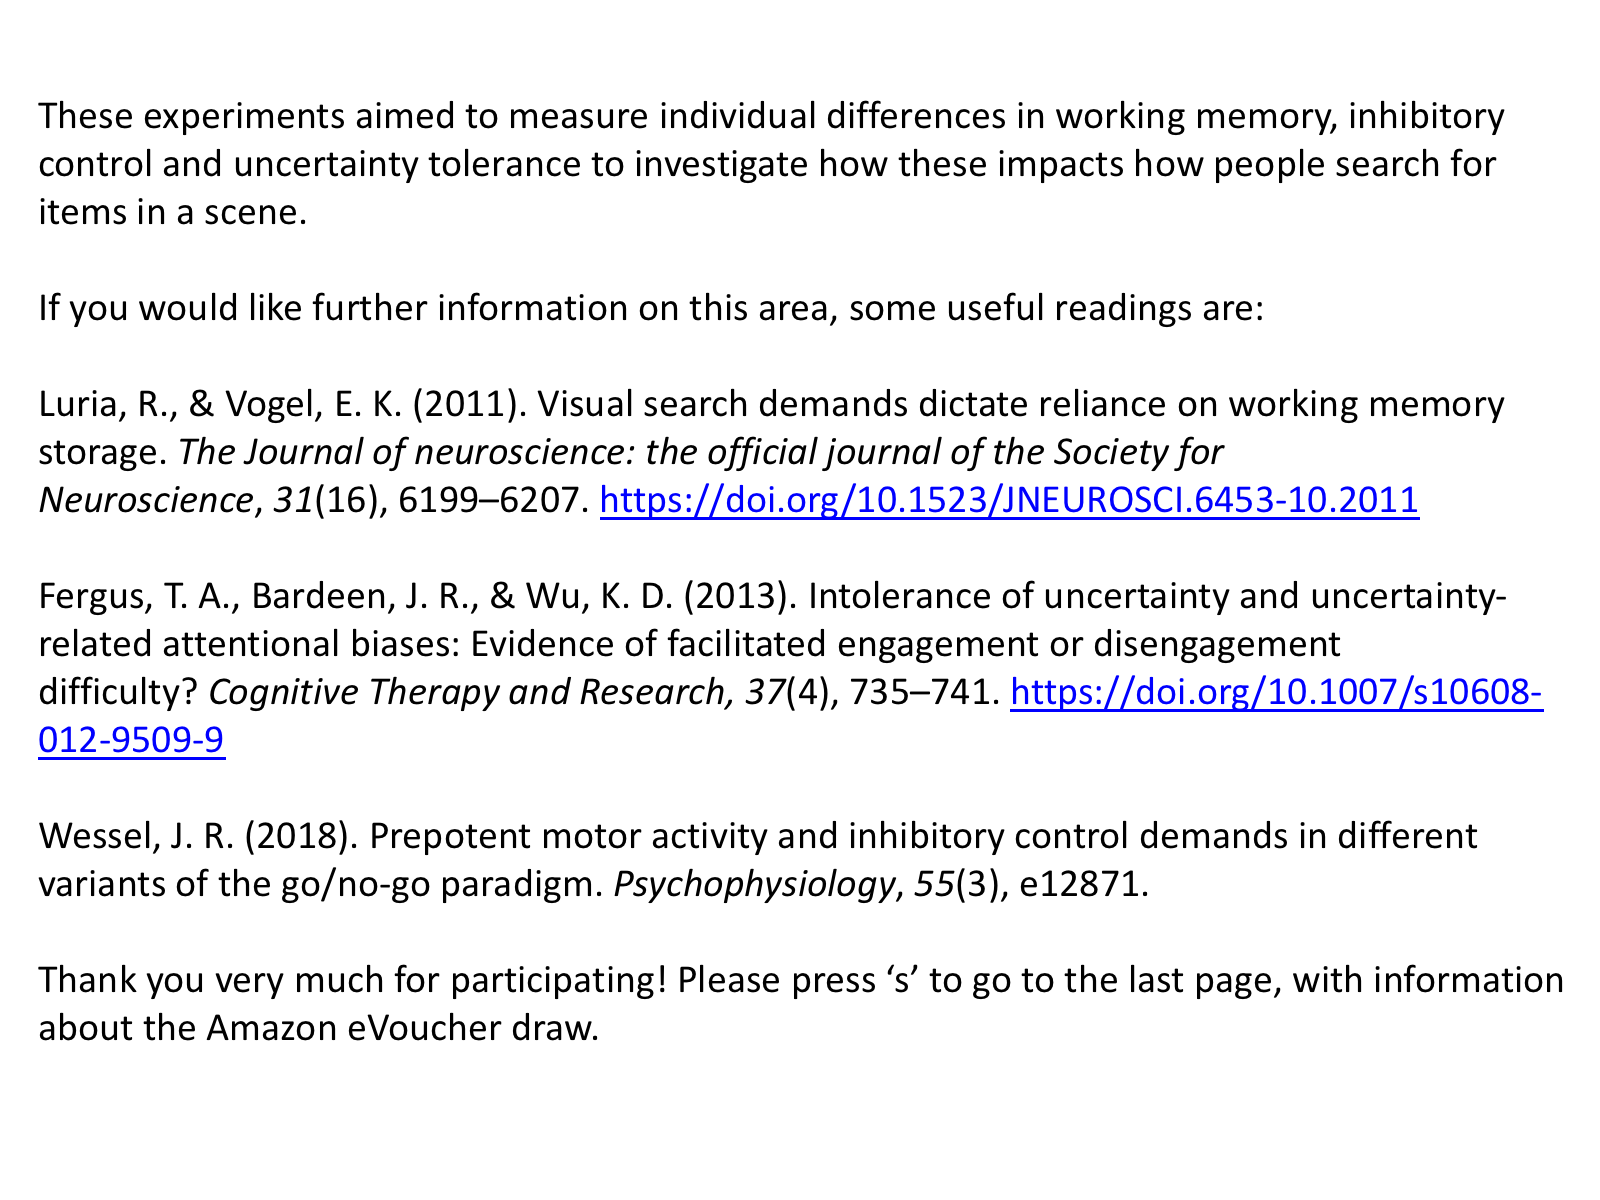 These experiments aimed to measure individual differences in working memory, inhibitory
control and uncertainty tolerance to investigate how these impacts how people search for
items in a scene.
If you would like further information on this area, some useful readings are:
Luria, R., & Vogel, E. K. (2011). Visual search demands dictate reliance on working memory
storage. The Journal of neuroscience: the official journal of the Society for
Neuroscience, 31(16), 6199–6207. https://doi.org/10.1523/JNEUROSCI.6453-10.2011
Fergus, T. A., Bardeen, J. R., & Wu, K. D. (2013). Intolerance of uncertainty and uncertainty-
related attentional biases: Evidence of facilitated engagement or disengagement
difficulty? Cognitive Therapy and Research, 37(4), 735–741. https://doi.org/10.1007/s10608-
012-9509-9
Wessel, J. R. (2018). Prepotent motor activity and inhibitory control demands in different
variants of the go/no-go paradigm. Psychophysiology, 55(3), e12871.
Thank you very much for participating! Please press ‘s’ to go to the last page, with information
about the Amazon eVoucher draw.